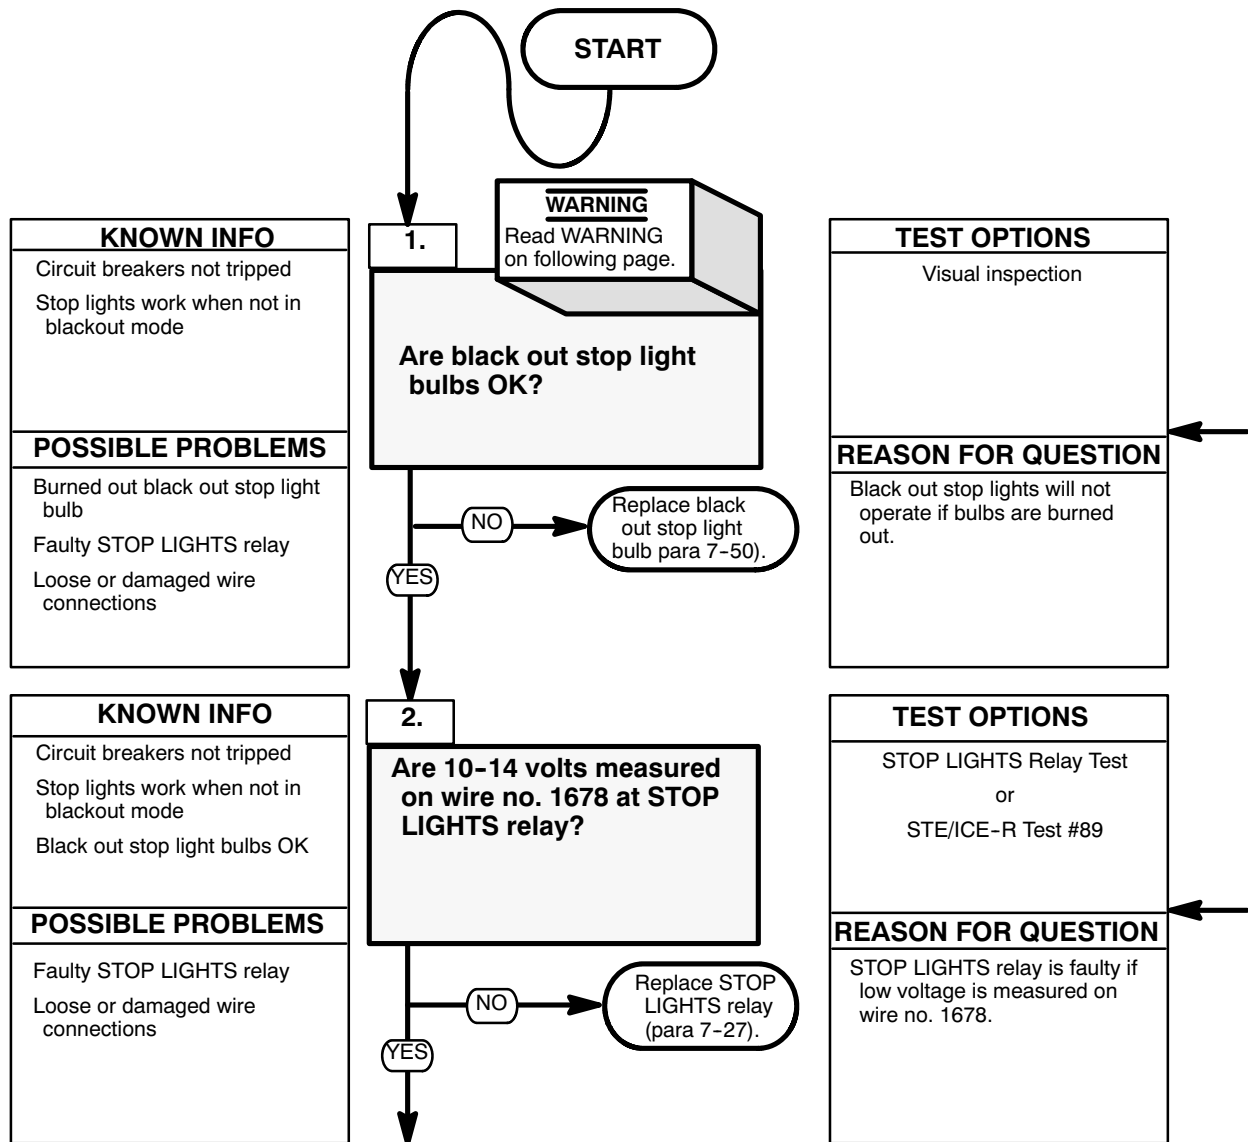 START
WARNING
Read WARNING
on following page.
1.
KNOWN INFO
Circuit breakers not tripped
Stop lights work when not in
blackout mode
POSSIBLE PROBLEMS
Burned out black out stop light
bulb
Faulty STOP LIGHTS relay
Loose or damaged wire
connections
Are black out stop light
bulbs OK?
NO
Replace black
out stop light
bulb para 7-50).
YES
TEST OPTIONS
Visual inspection
REASON FOR QUESTION
Black out stop lights will not
operate if bulbs are burned
out.
2.
KNOWN INFO
Circuit breakers not tripped
Stop lights work when not in
blackout mode
Black out stop light bulbs OK
POSSIBLE PROBLEMS
Faulty STOP LIGHTS relay
Loose or damaged wire
connections
Are 10-14 volts measured
on wire no. 1678 at STOP
LIGHTS relay?
NO
Replace STOP
LIGHTS relay
(para 7-27).
YES
TEST OPTIONS
STOP LIGHTS Relay Test
or
STE/ICE-R Test #89
REASON FOR QUESTION
STOP LIGHTS relay is faulty if
low voltage is measured on
wire no. 1678.